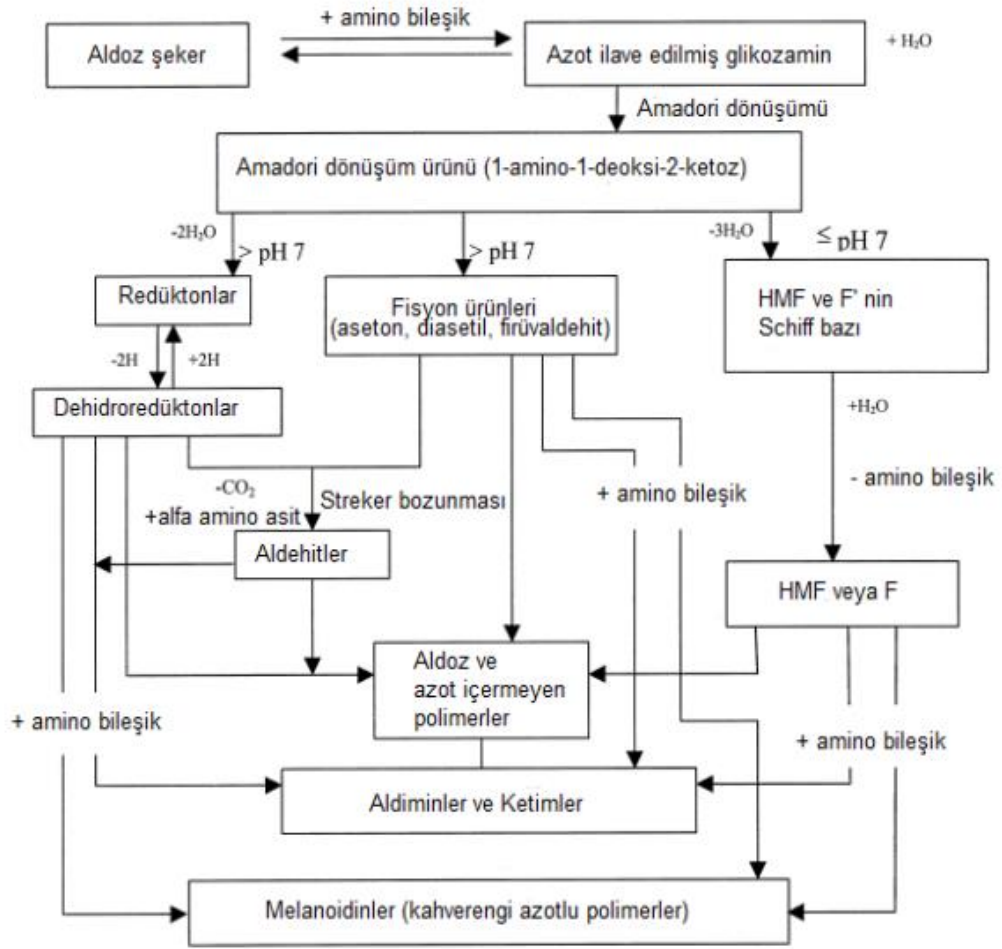 + amino bileşik
Aldoz şeker
Azot ilave edilmiş glikozamin
+ H₂O
Amadori dönüşümü
Amadori dönüşüm ürünü (1-amino-1-deoksi-2-ketoz)
-2H₂O
> pH 7
> pH 7
-3H₂O
≤ pH 7
Redüktonlar
Fisyon ürünleri
(aseton, diasetil, firüvaldehit)
HMF ve F' nin
Schiff bazı
-2H
+2H
Dehidroredüktonlar
+H₂O
-CO₂
Streker bozunması
+ amino bileşik
- amino bileşik
+alfa amino asit
Aldehitler
HMF veya F
Aldoz ve
azot içermeyen
polimerler
+ amino bileşik
+ amino bileşik
Aldiminler ve Ketimler
Melanoidinler (kahverengi azotlu polimerler)